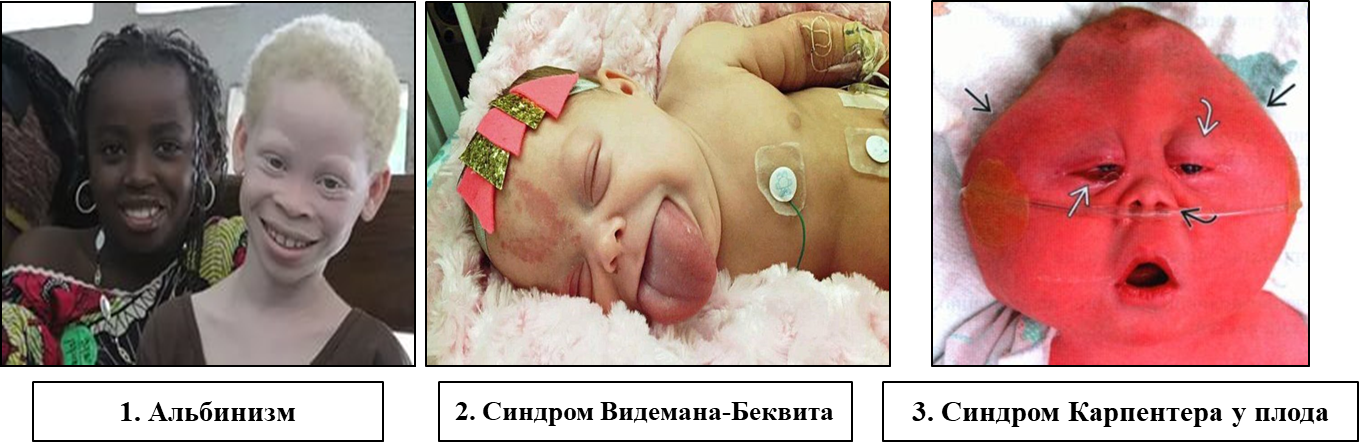 1. Альбинизм
2. Синдром Видемана-Беквита
3. Синдром Карпентера у плода